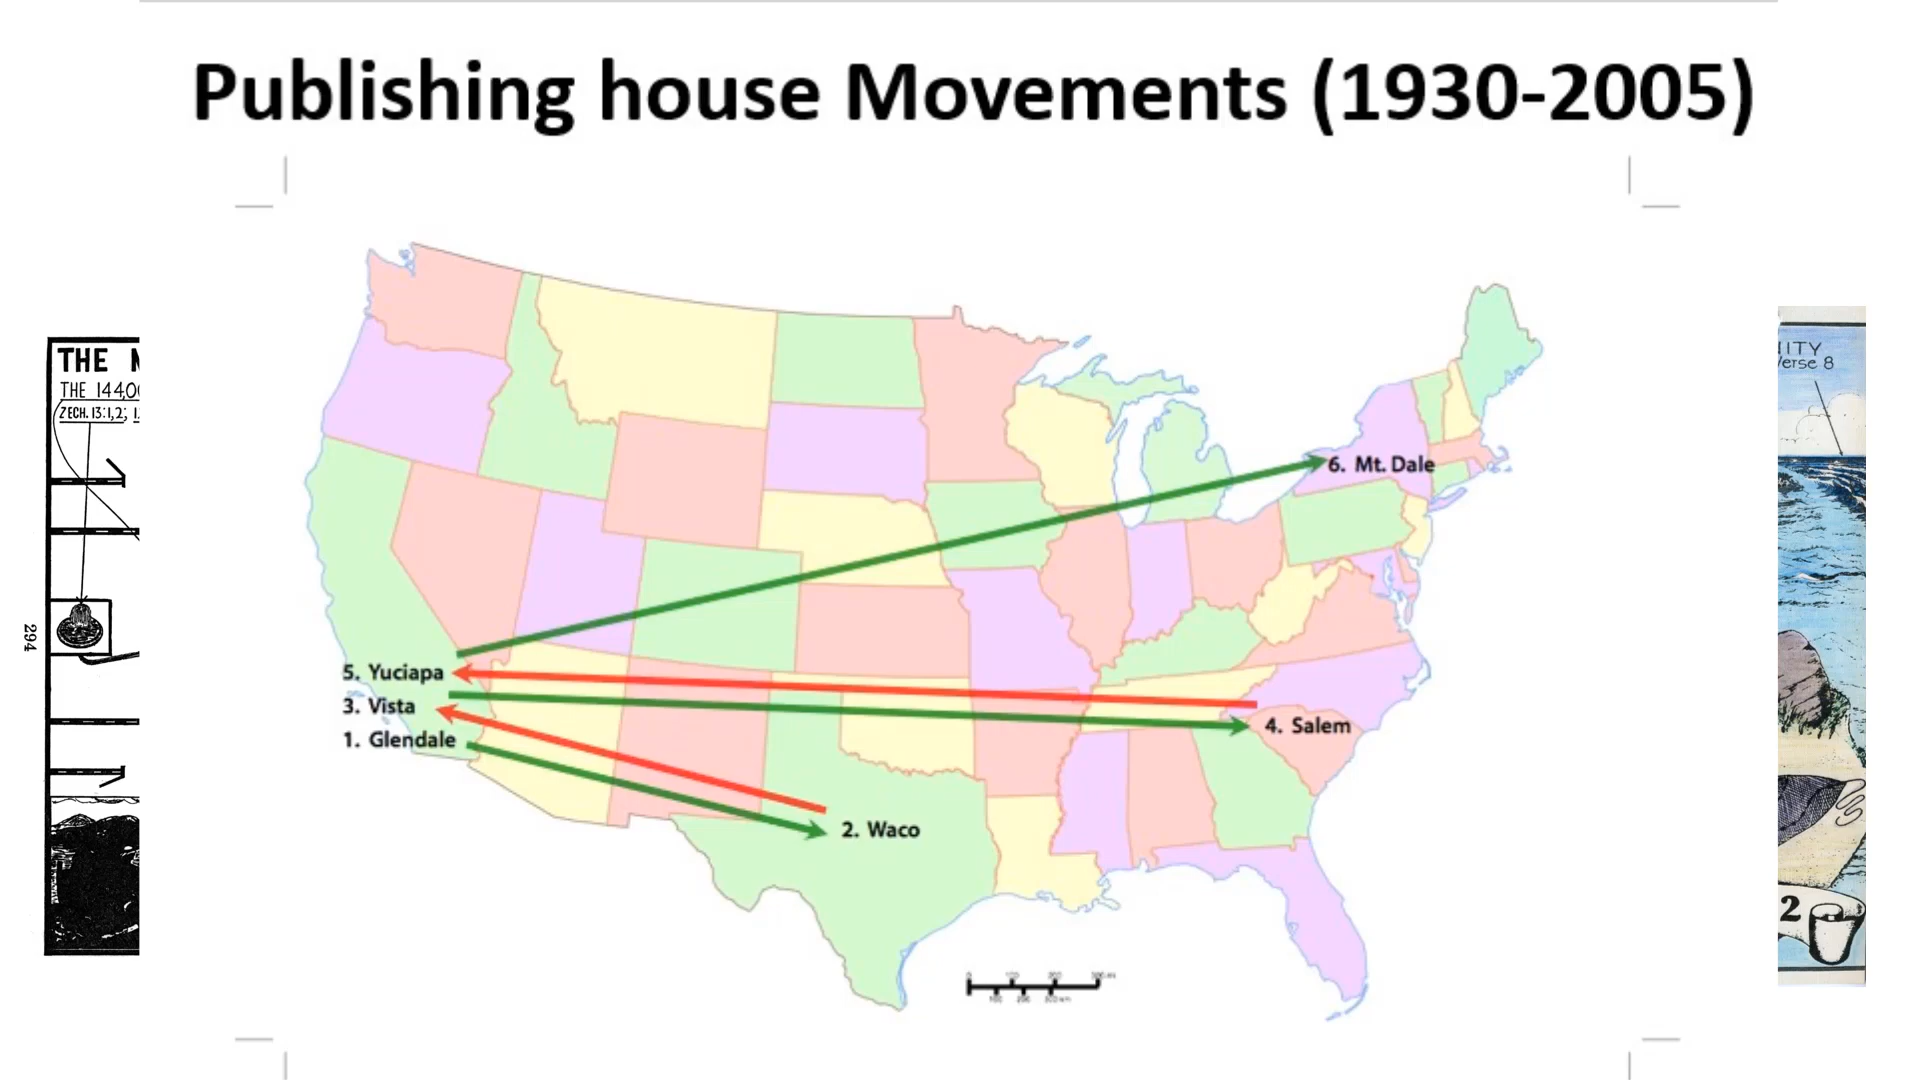 Publishing house Movements (1930-2005)
THE
THE 144,0
ZECH. 13:1,2;
294
NITY
Verse 8
6. Mt. Dale
5. Yuciapa
3. Vista
1. Glendale
4. Salem
2. Waco
2